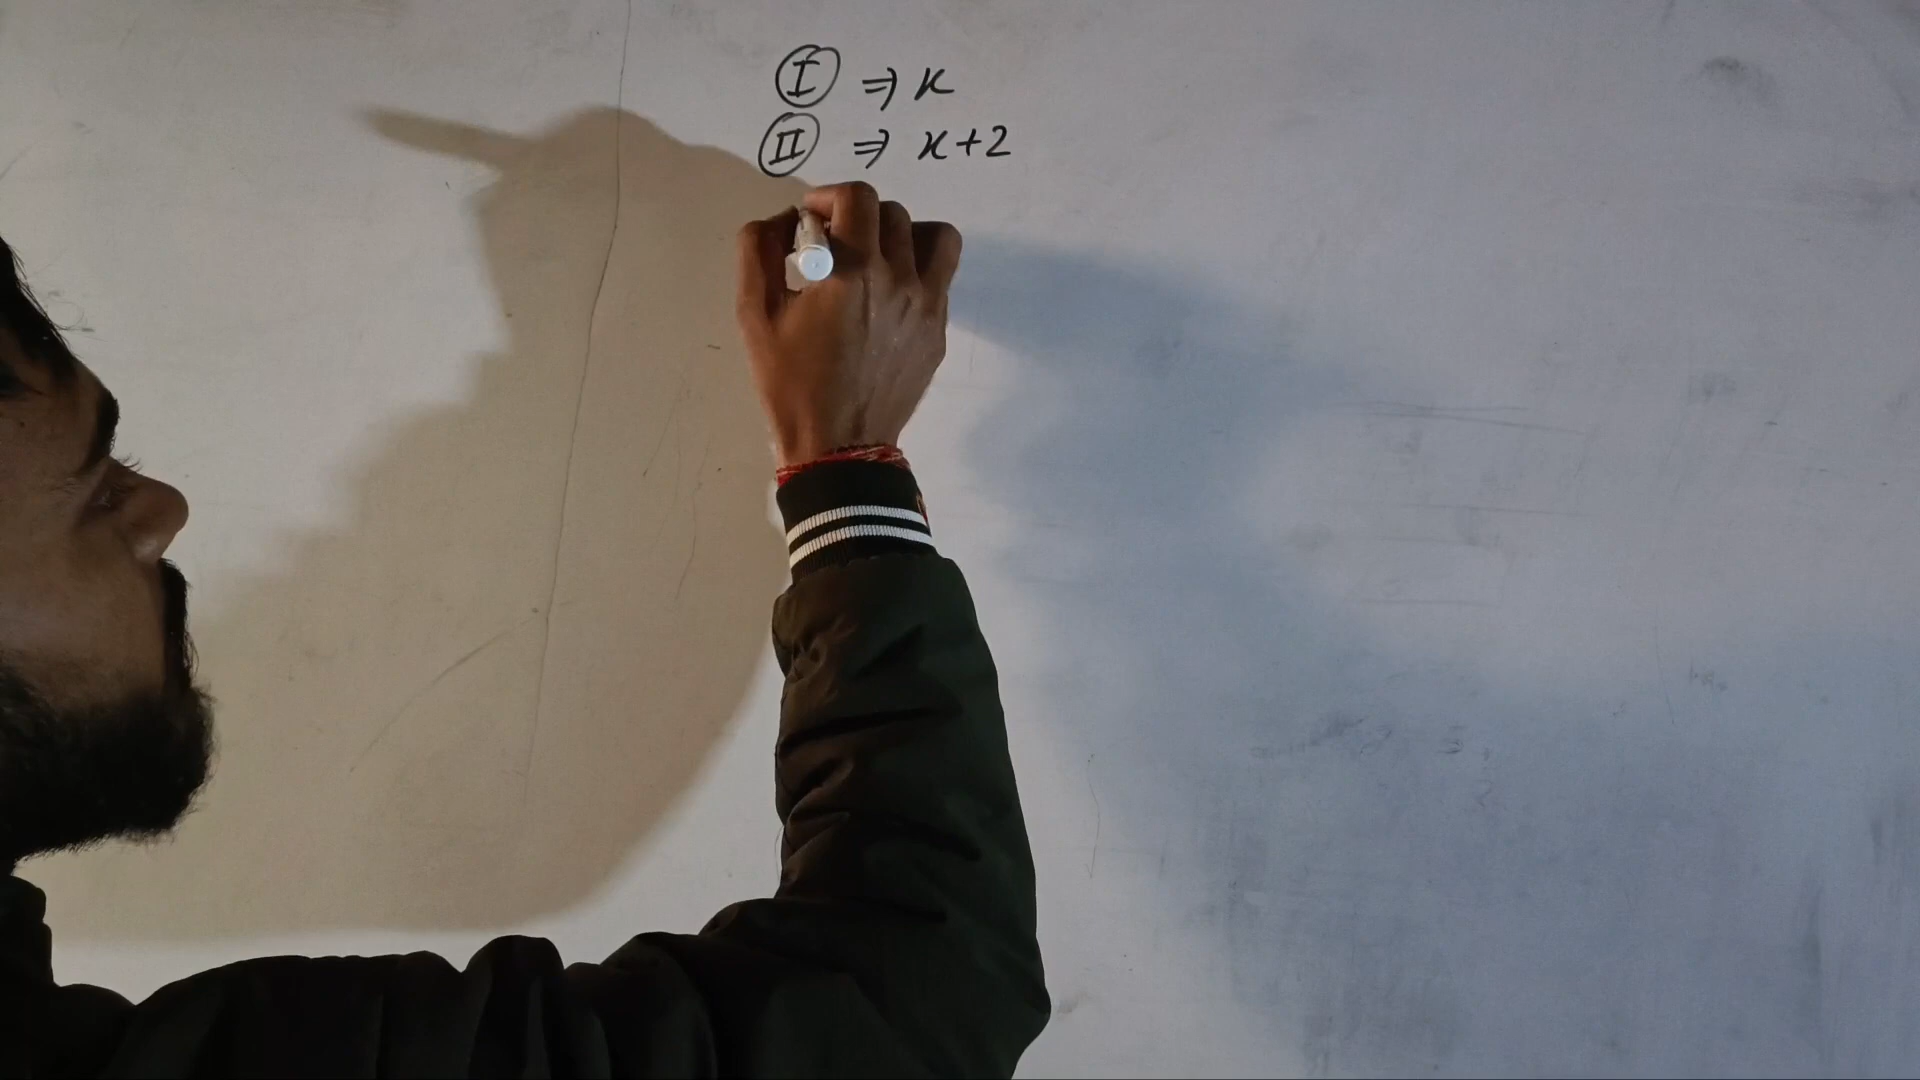 I ⇒ x
II ⇒ x+2